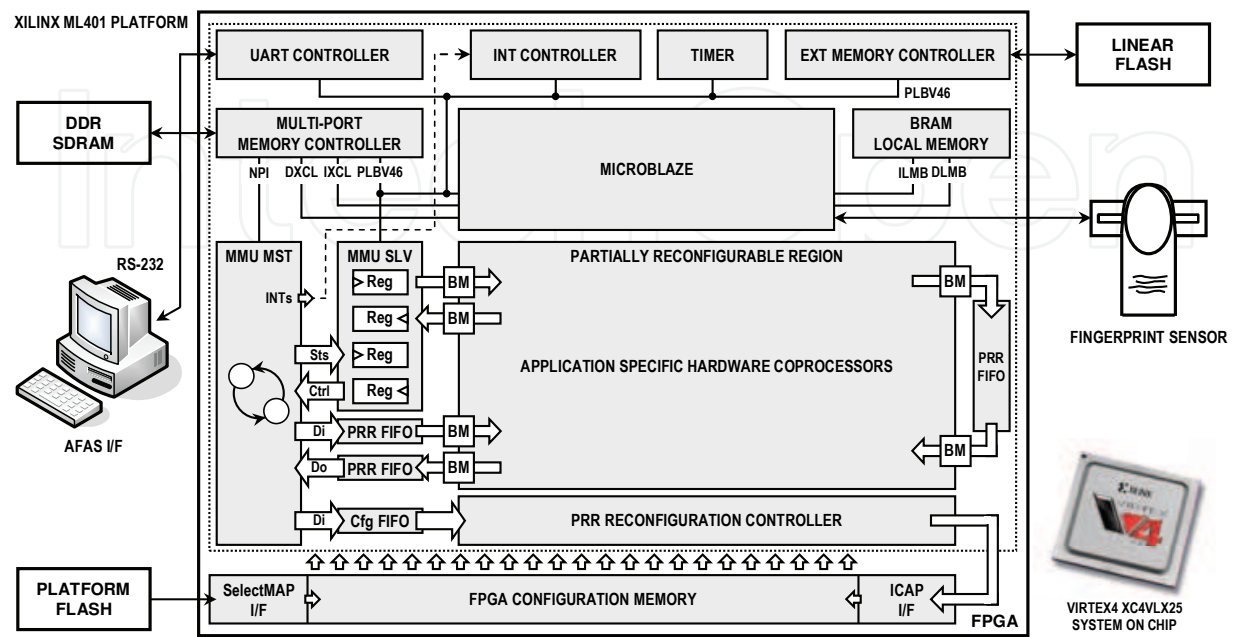 XILINX ML401 PLATFORM
UART CONTROLLER
INT CONTROLLER
TIMER
EXT MEMORY CONTROLLER
LINEAR
FLASH
PLBV46
DDR
SDRAM
MULTI-PORT
MEMORY CONTROLLER
NPI DXCL IXCL PLBV46
MICROBLAZE
BRAM
LOCAL MEMORY
ILMB DLMB
InTechOpen
RS-232
MMU MST
INTs
MMU SLV
Reg
Reg
Reg
Reg
Sts
Ctrl
BM
BM
PARTIALLY RECONFIGURABLE REGION
APPLICATION SPECIFIC HARDWARE COPROCESSORS
BM
PRR
FIFO
BM
FINGERPRINT SENSOR
AFAS I/F
Di
PRR FIFO
BM
Do
PRR FIFO
BM
Di
Cfg FIFO
PRR RECONFIGURATION CONTROLLER
XILINX
VIRTEX
4
PLATFORM
FLASH
SelectMAP
I/F
FPGA CONFIGURATION MEMORY
ICAP
I/F
FPGA
VIRTEX4 XC4VLX25
SYSTEM ON CHIP